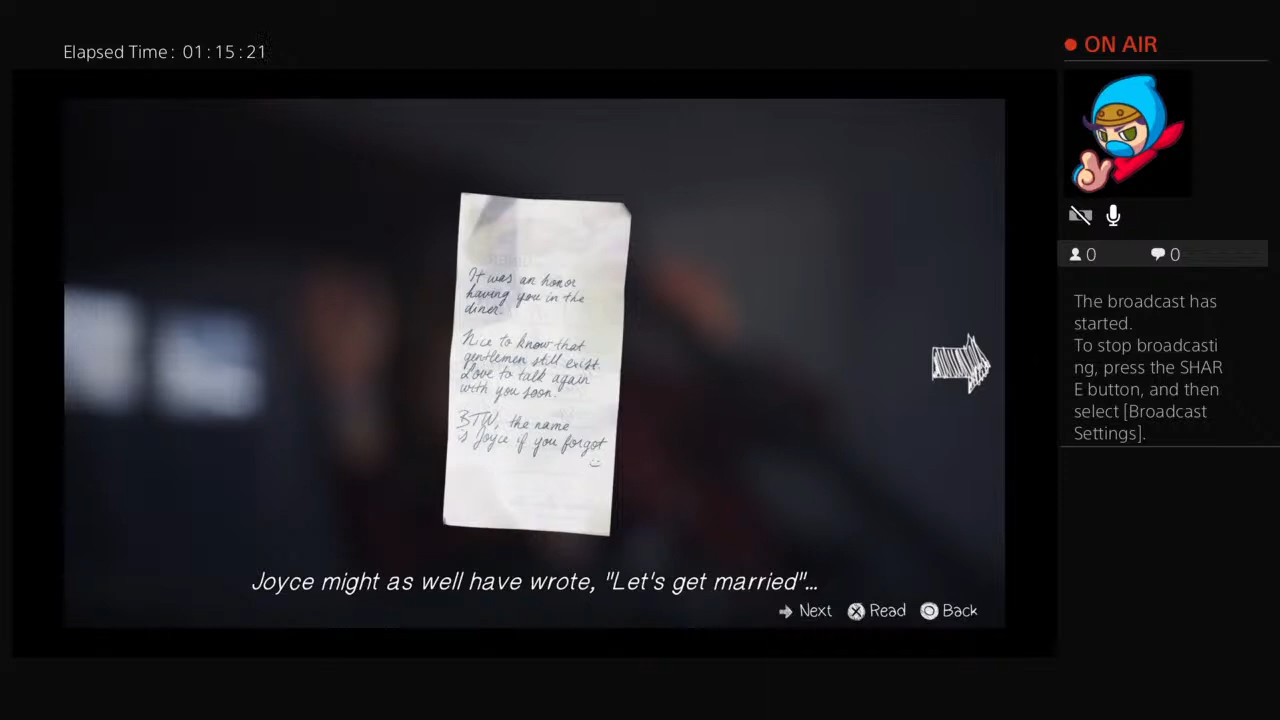 Elapsed Time: 01:15:21
ON AIR
0
0
The broadcast has
started.
To stop broadcasti
ng, press the SHAR
E button, and then
select [Broadcast
Settings].
It was an honor
having you in the
diner.
Nice to know that
gentlemen still exist.
Love to talk again
with you soon.
BTW, the name
is Joyce if you forgot
Joyce might as well have wrote, "Let's get married"...
Next
Read
Back